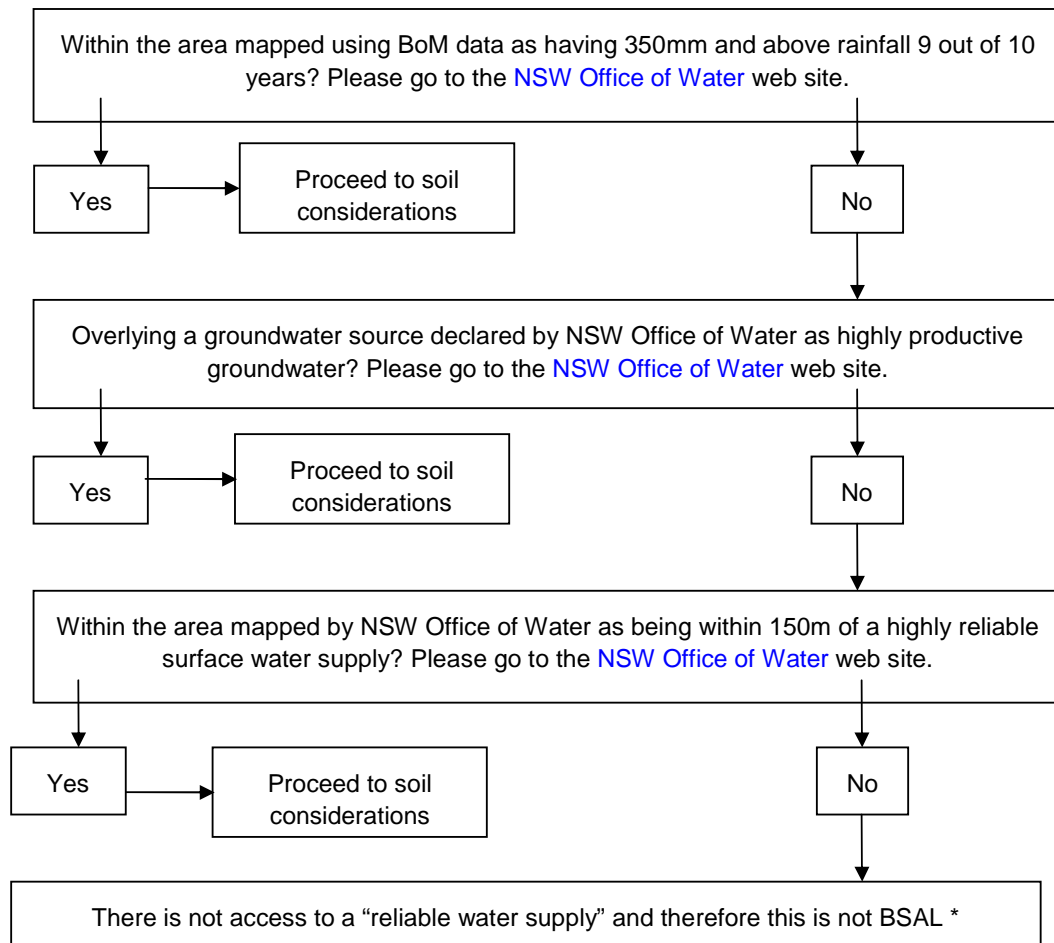 Within the area mapped using BoM data as having 350mm and above rainfall 9 out of 10
years? Please go to the NSW Office of Water web site.
Yes
Proceed to soil
considerations
No
Overlying a groundwater source declared by NSW Office of Water as highly productive
groundwater? Please go to the NSW Office of Water web site.
Yes
Proceed to soil
considerations
No
Within the area mapped by NSW Office of Water as being within 150m of a highly reliable
surface water supply? Please go to the NSW Office of Water web site.
Yes
Proceed to soil
considerations
No
There is not access to a “reliable water supply” and therefore this is not BSAL *